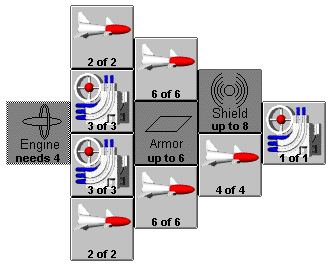 2 of 2
6 of 6
3 of 3
Shield
up to 8
Engine
needs 4
Armor
up to 6
1 of 1
3 of 3
4 of 4
2 of 2
6 of 6